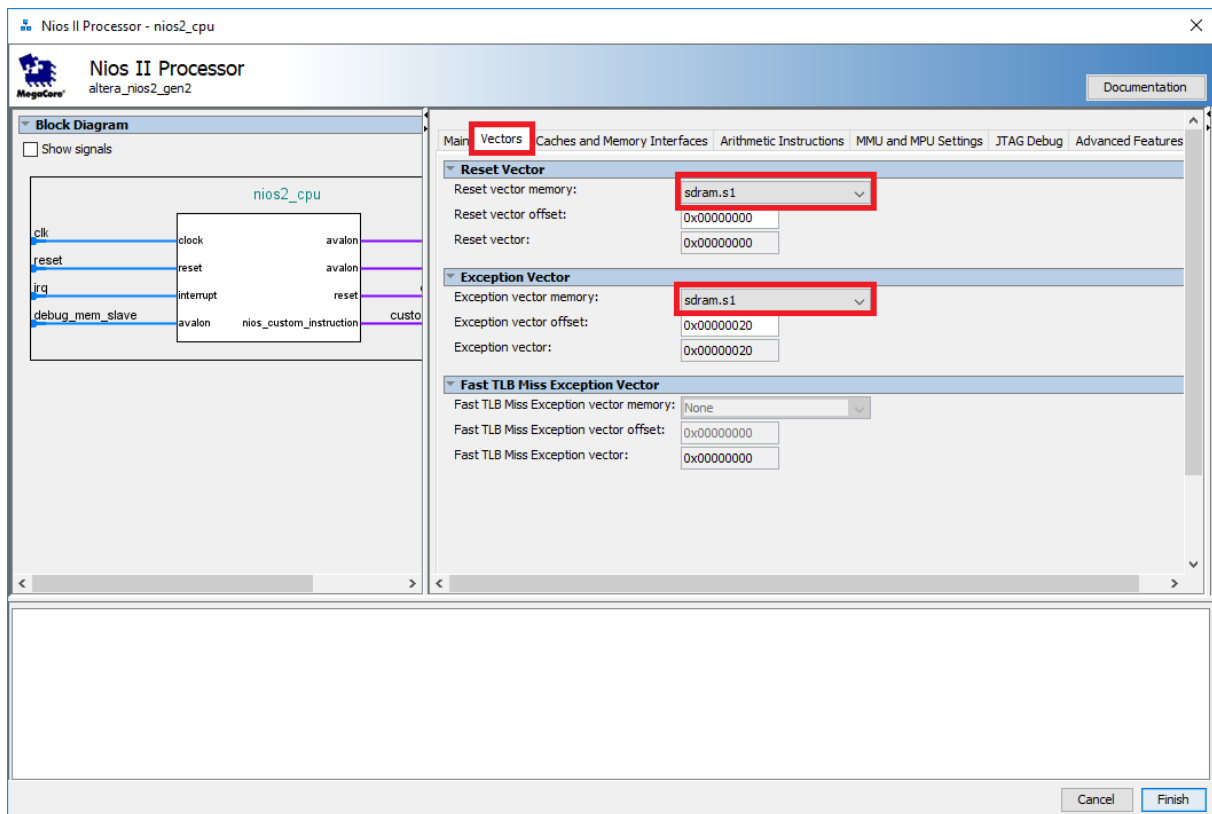 Nios II Processor - nios2_cpu
MegaCore'
Nios II Processor
altera_nios2_gen2
Documentation
Block Diagram
Show signals
nios2_cpu
clk
clock
avalon
reset
reset
avalon
irq
interrupt
reset
debug_mem_slave
avalon
nios_custom_instruction
custo
Main Vectors Caches and Memory Interfaces Arithmetic Instructions MMU and MPU Settings JTAG Debug Advanced Features
Reset Vector
Reset vector memory: sdram.s1
Reset vector offset: 0x00000000
Reset vector: 0x00000000
Exception Vector
Exception vector memory: sdram.s1
Exception vector offset: 0x00000020
Exception vector: 0x00000020
Fast TLB Miss Exception Vector
Fast TLB Miss Exception vector memory: None
Fast TLB Miss Exception vector offset: 0x00000000
Fast TLB Miss Exception vector: 0x00000000
Cancel Finish